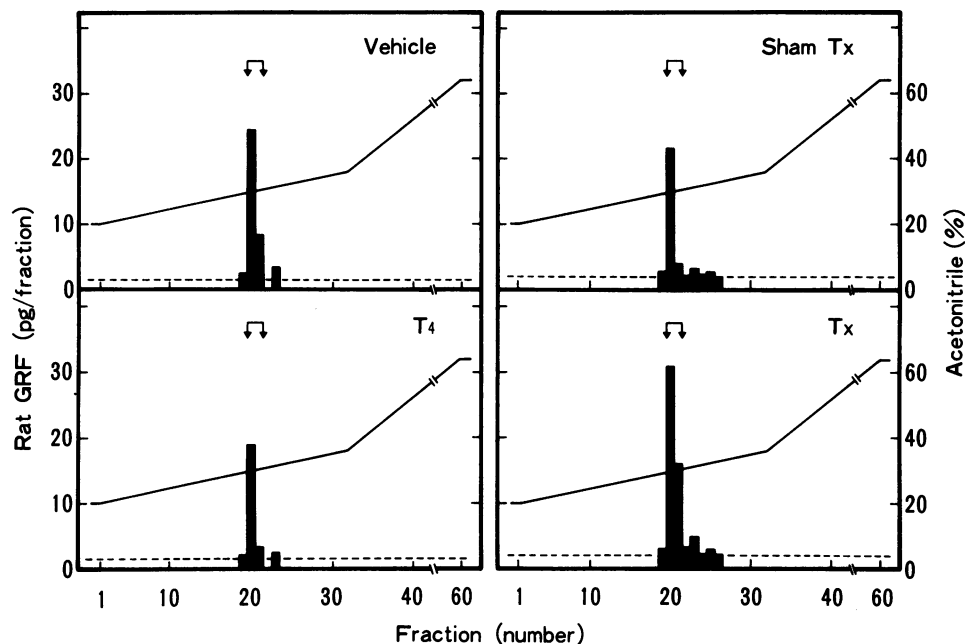 Vehicle
Sham Tx
T4
Tx
30
20
10
0
30
20
10
0
60
40
20
0
60
40
20
0
Rat GRF (pg/fraction)
Acetonitrile (%)
1 10 20 30 40 60
1 10 20 30 40 60
Fraction (number)